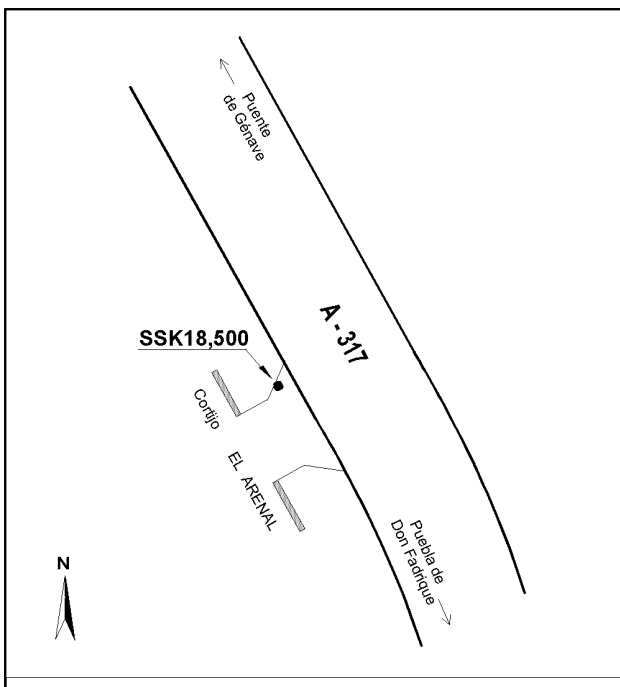 Puente
de Génave
A - 317
SSK18,500
Cortijo
EL ARENAL
Puebla de
Don Fadrique
N